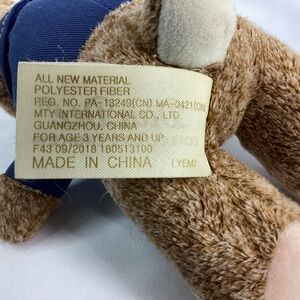 ALL NEW MATERIAL
POLYESTER FIBER
REG. NO. PA-13249(CN) MA-0421(CN)
MTY INTERNATIONAL CO., LTD.
GUANGZHOU, CHINA
FOR AGE 3 YEARS AND UP
F43 09/2018 180513100
MADE IN CHINA (YEM)